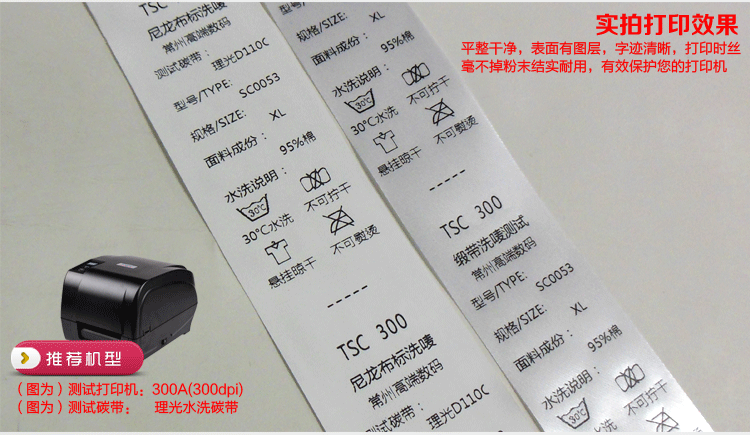 实拍打印效果
平整干净，表面有图层，字迹清晰，打印时丝
毫不掉粉末结实耐用，有效保护您的打印机
TSC 300
尼龙布标洗唛
常州高端数码
测试碳带： 理光D110C
型号/TYPE: SC0053
规格/SIZE: XL
面料成份： 95%棉
水洗说明：
30℃
30°C水洗
不可拧干
悬挂晾干
不可熨烫
-----
TSC 300
尼龙布标洗唛
常州高端数码
测试碳带： 理光D110C
型号/TYPE:
规格/SIZE: XL
面料成份： 95%棉
水洗说明：
30℃
30°C水洗
不可拧干
悬挂晾干
不可熨烫
-----
TSC 300
缎带洗唛测试
常州高端数码
型号/TYPE: SC0053
规格/SIZE: XL
面料成份： 95%棉
水洗说明：
30℃
推荐机型
（图为）测试打印机：300A(300dpi)
（图为）测试碳带： 理光水洗碳带